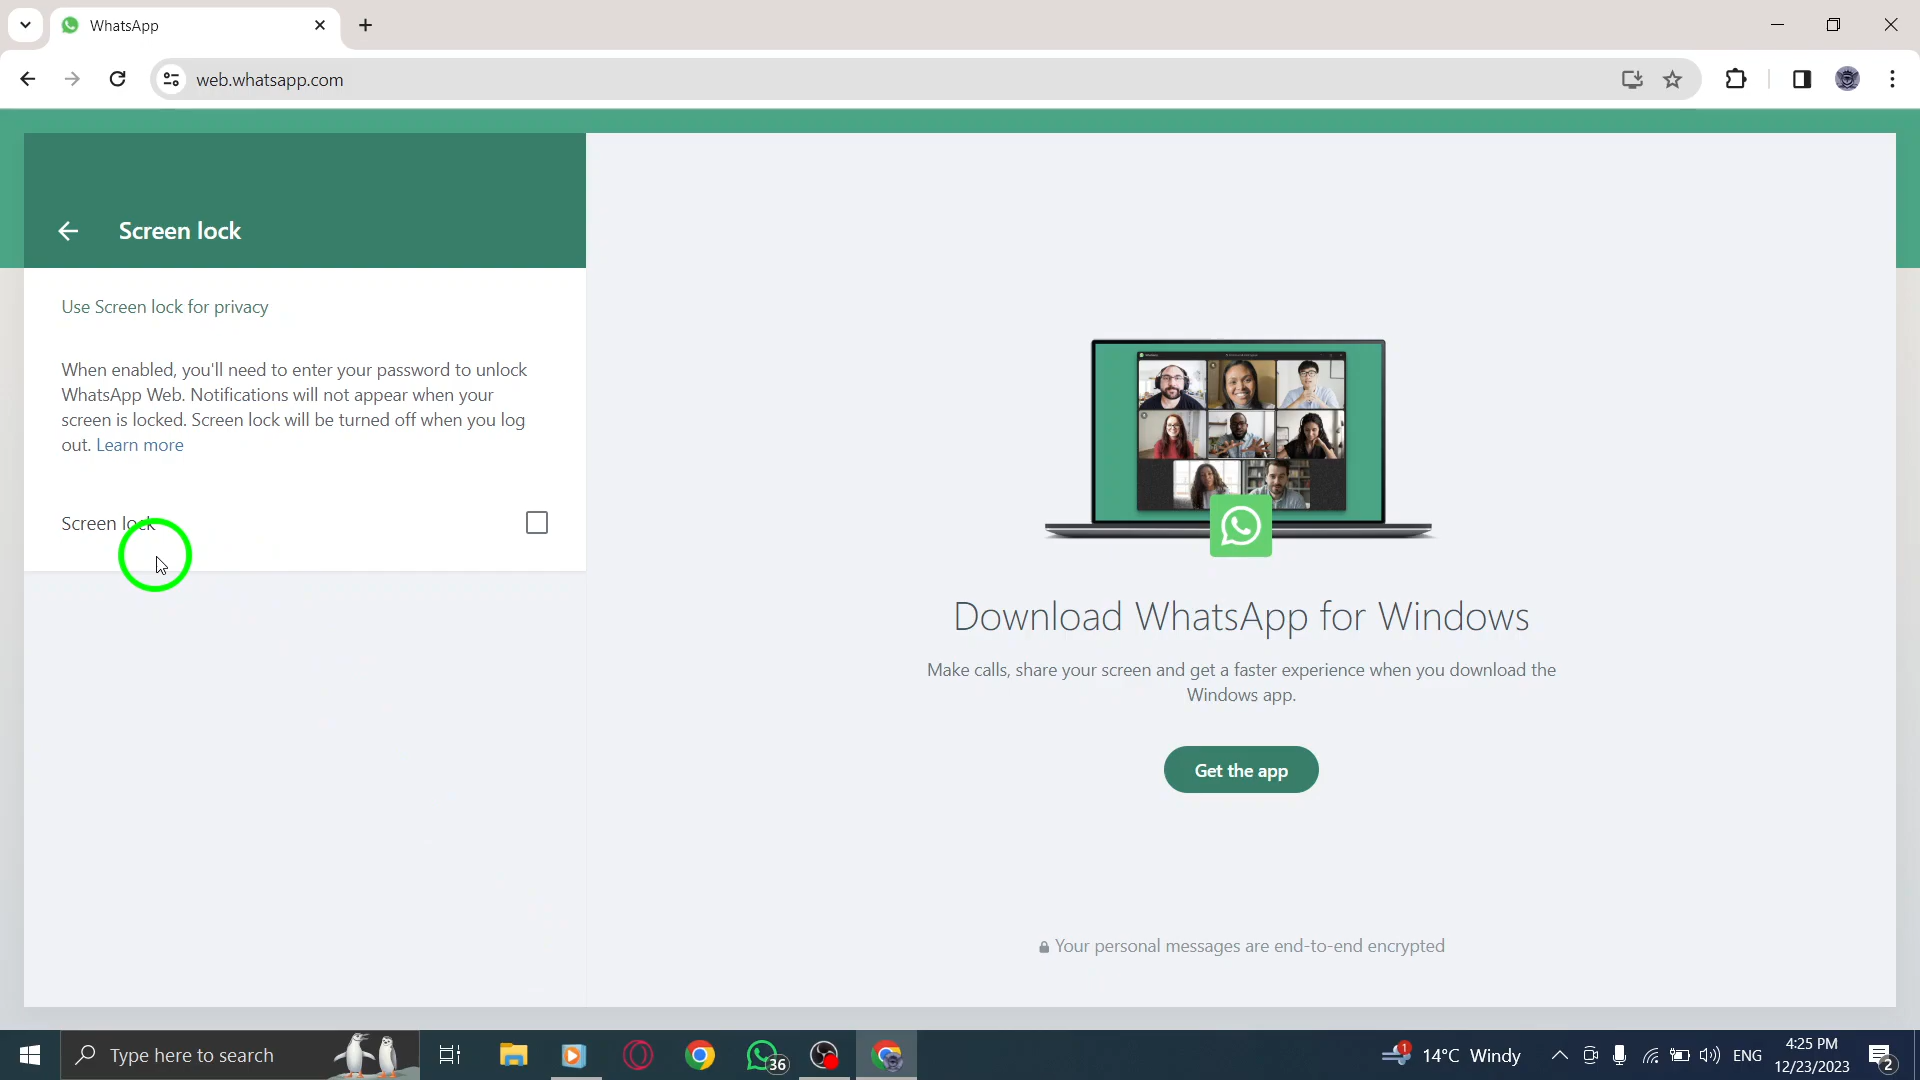 WhatsApp
web.whatsapp.com
Screen lock
Use Screen lock for privacy
When enabled, you'll need to enter your password to unlock
WhatsApp Web. Notifications will not appear when your
screen is locked. Screen lock will be turned off when you log
out. Learn more
Screen lock
Download WhatsApp for Windows
Make calls, share your screen and get a faster experience when you download the
Windows app.
Get the app
Your personal messages are end-to-end encrypted
Type here to search
36
1
14°C Windy
ENG
4:25 PM
12/23/2023
2